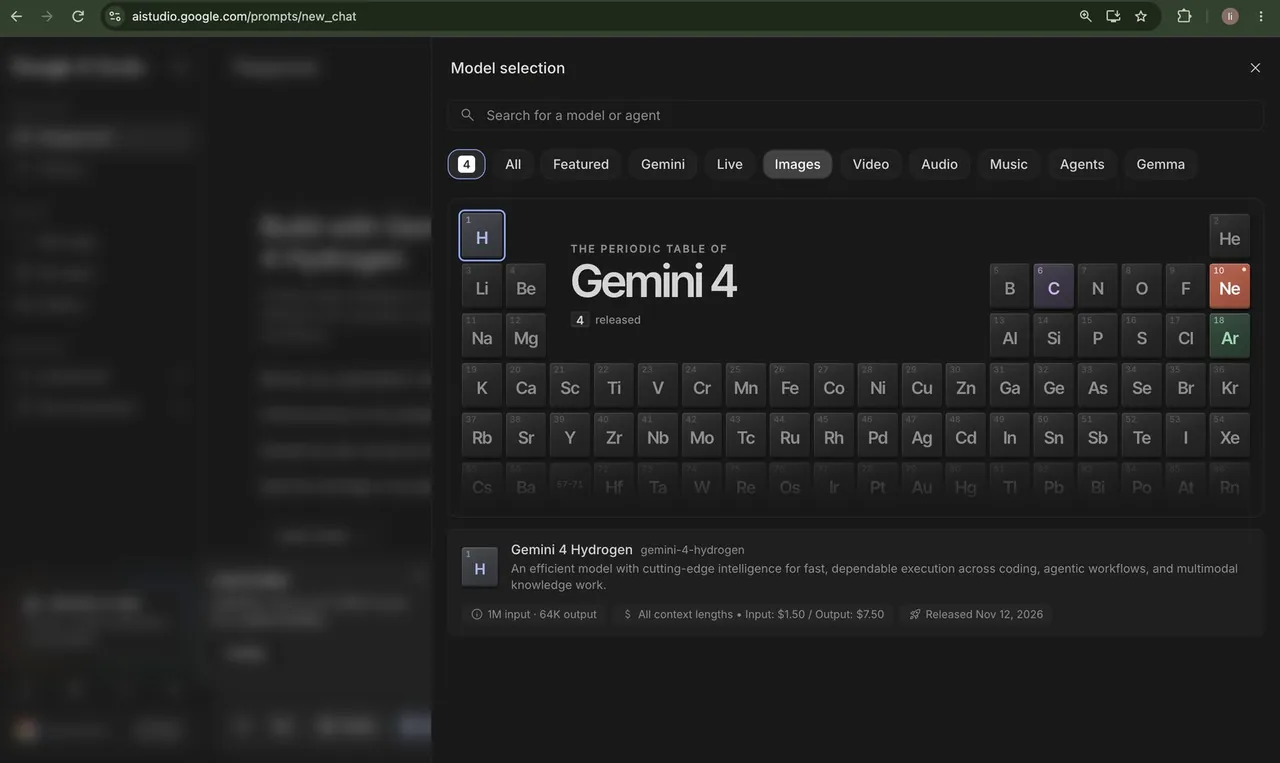 aistudio.google.com/prompts/new_chat
li
Model selection
Search for a model or agent
4 All Featured Gemini Live Images Video Audio Music Agents Gemma
1 H
2 He
THE PERIODIC TABLE OF
Gemini 4
4 released
3 Li 4 Be 5 B 6 C 7 N 8 O 9 F 10 Ne
11 Na 12 Mg 13 Al 14 Si 15 P 16 S 17 Cl 18 Ar
19 K 20 Ca 21 Sc 22 Ti 23 V 24 Cr 25 Mn 26 Fe 27 Co 28 Ni 29 Cu 30 Zn 31 Ga 32 Ge 33 As 34 Se 35 Br 36 Kr
37 Rb 38 Sr 39 Y 40 Zr 41 Nb 42 Mo 43 Tc 44 Ru 45 Rh 46 Pd 47 Ag 48 Cd 49 In 50 Sn 51 Sb 52 Te 53 I 54 Xe
Cs Ba 57-71 Hf Ta W Re Os Ir Pt Au Hg Tl Pb Bi Po At Rn
1 H
Gemini 4 Hydrogen gemini-4-hydrogen
An efficient model with cutting-edge intelligence for fast, dependable execution across coding, agentic workflows, and multimodal
knowledge work.
1M input · 64K output $ All context lengths • Input: $1.50 / Output: $7.50 Released Nov 12, 2026